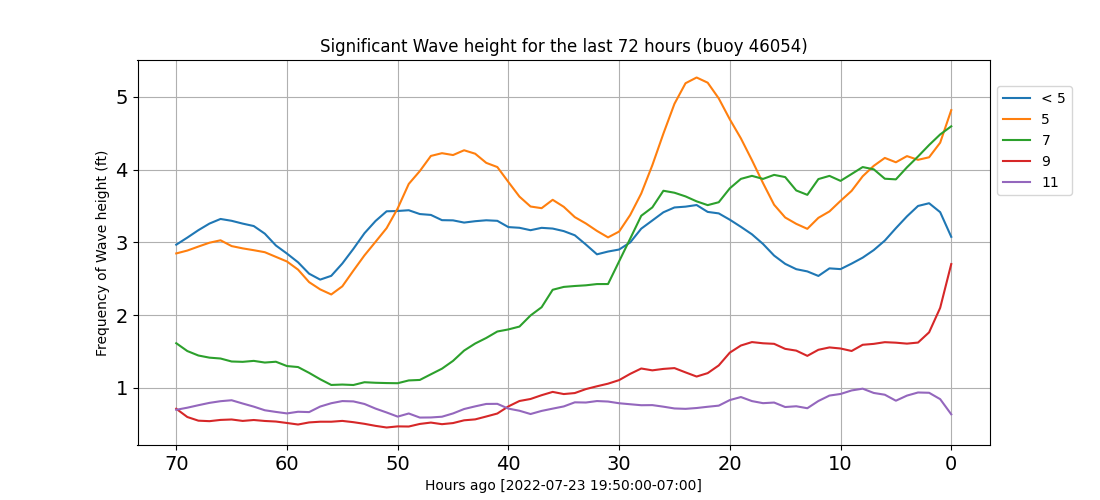 Significant Wave height for the last 72 hours (buoy 46054)
Frequency of Wave height (ft)
5
4
3
2
1
70 60 50 40 30 20 10 0
Hours ago [2022-07-23 19:50:00-07:00]
< 5
5
7
9
11